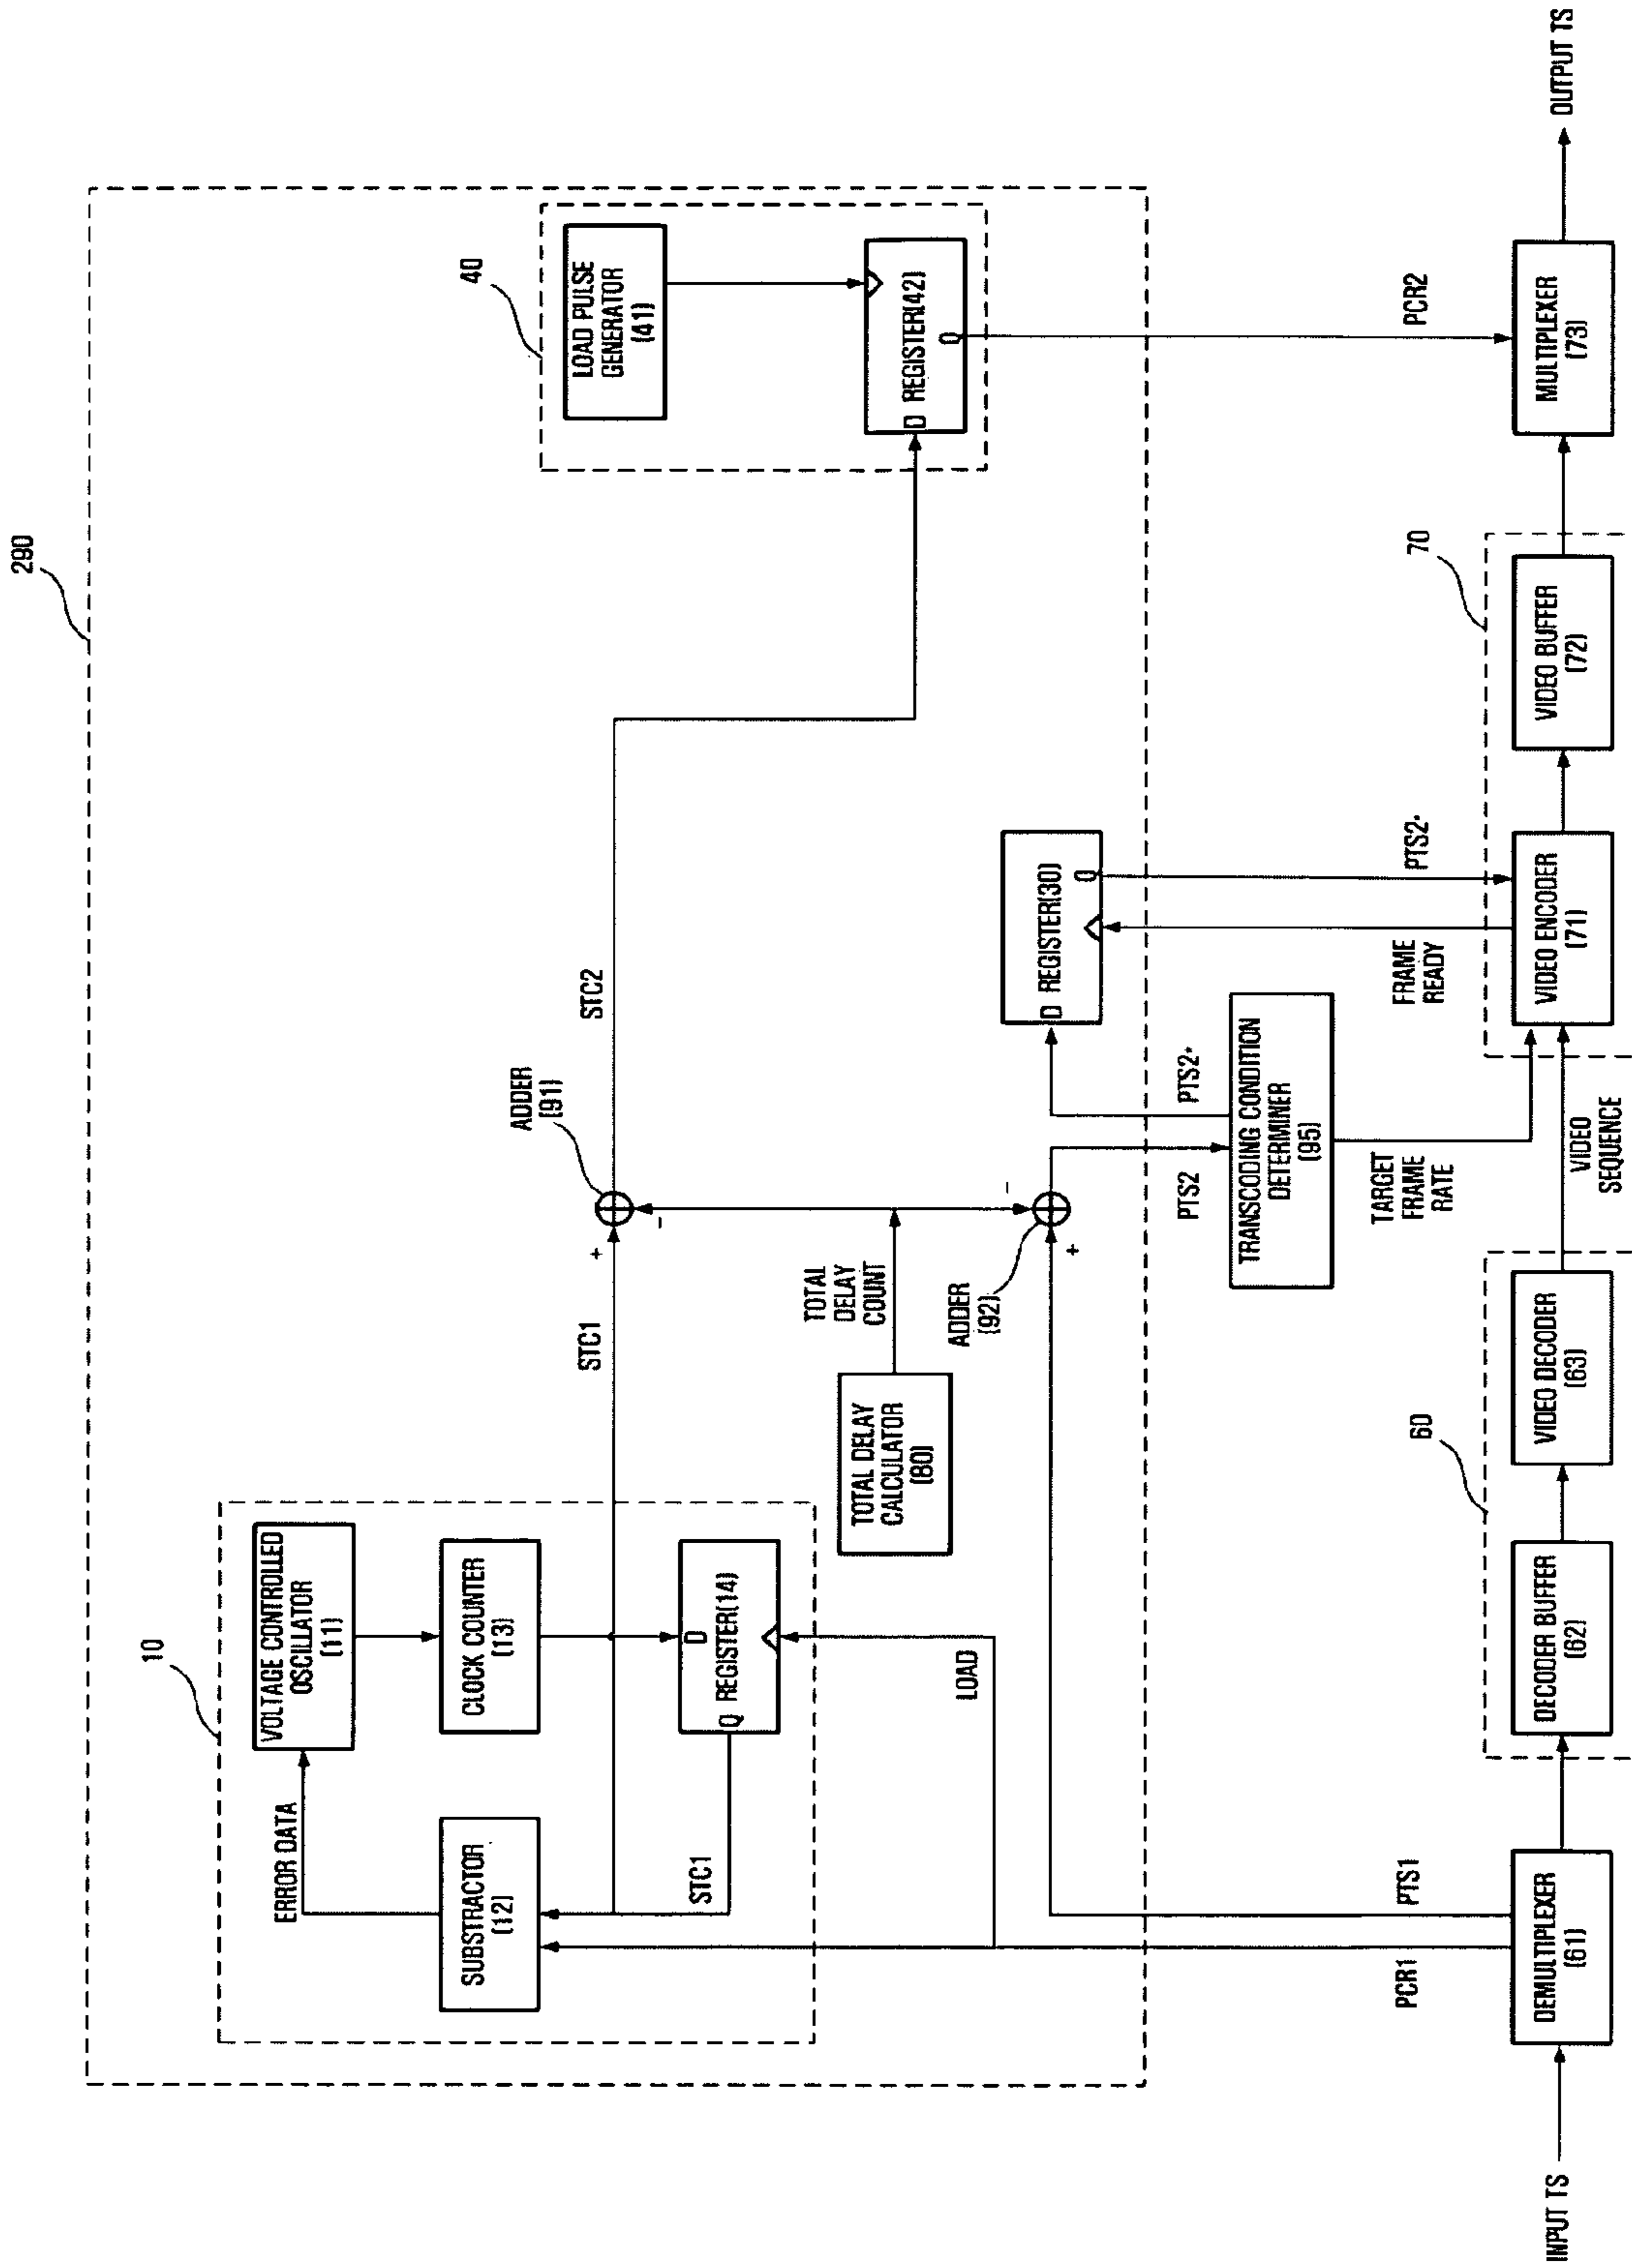 290
10
VOLTAGE CONTROLLED
OSCILLATOR
(11)
ERROR DATA
SUBSTRACTOR
(12)
CLOCK COUNTER
(13)
D
Q REGISTER(14)
STC1
LOAD
STC1
ADDER
(91)
+
-
STC2
TOTAL DELAY
CALCULATOR
(80)
TOTAL
DELAY
COUNT
ADDER
(92)
+
-
40
LOAD PULSE
GENERATOR
(41)
D REGISTER(42)
Q
D REGISTER(30)
Q
PCR1
PTS1
PTS2
PTS2*
TRANSCODING CONDITION
DETERMINER
(95)
TARGET
FRAME
RATE
FRAME
READY
PTS2*
PCR2
INPUT TS
DEMULTIPLEXER
(61)
60
DECODER BUFFER
(62)
VIDEO DECODER
(63)
VIDEO
SEQUENCE
70
VIDEO ENCODER
(71)
VIDEO BUFFER
(72)
MULTIPLEXER
(73)
OUTPUT TS